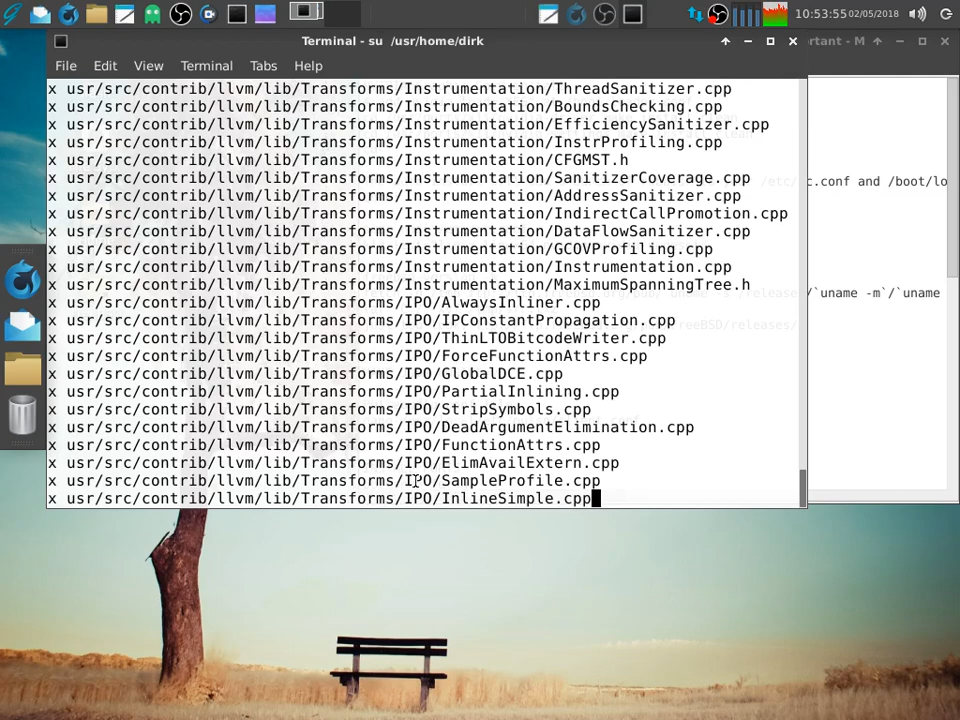 10:53:55 02/05/2018
Terminal - su /usr/home/dirk
rtant - M
File Edit View Terminal Tabs Help
x usr/src/contrib/llvm/lib/Transforms/Instrumentation/ThreadSanitizer.cpp
x usr/src/contrib/llvm/lib/Transforms/Instrumentation/BoundsChecking.cpp
x usr/src/contrib/llvm/lib/Transforms/Instrumentation/EfficiencySanitizer.cpp
x usr/src/contrib/llvm/lib/Transforms/Instrumentation/InstrProfiling.cpp
x usr/src/contrib/llvm/lib/Transforms/Instrumentation/CFGMST.h
x usr/src/contrib/llvm/lib/Transforms/Instrumentation/SanitizerCoverage.cpp
/etc/ c.conf and /boot/lo
x usr/src/contrib/llvm/lib/Transforms/Instrumentation/AddressSanitizer.cpp
x usr/src/contrib/llvm/lib/Transforms/Instrumentation/IndirectCallPromotion.cpp
x usr/src/contrib/llvm/lib/Transforms/Instrumentation/DataFlowSanitizer.cpp
x usr/src/contrib/llvm/lib/Transforms/Instrumentation/GCOVProfiling.cpp
x usr/src/contrib/llvm/lib/Transforms/Instrumentation/Instrumentation.cpp
x usr/src/contrib/llvm/lib/Transforms/Instrumentation/MaximumSpanningTree.h
/`uname -m`/`uname
x usr/src/contrib/llvm/lib/Transforms/IPO/AlwaysInliner.cpp
x usr/src/contrib/llvm/lib/Transforms/IPO/IPConstantPropagation.cpp
x usr/src/contrib/llvm/lib/Transforms/IPO/ThinLTOBitcodeWriter.cpp
x usr/src/contrib/llvm/lib/Transforms/IPO/ForceFunctionAttrs.cpp
x usr/src/contrib/llvm/lib/Transforms/IPO/GlobalDCE.cpp
x usr/src/contrib/llvm/lib/Transforms/IPO/PartialInlining.cpp
x usr/src/contrib/llvm/lib/Transforms/IPO/StripSymbols.cpp
x usr/src/contrib/llvm/lib/Transforms/IPO/DeadArgumentElimination.cpp
x usr/src/contrib/llvm/lib/Transforms/IPO/FunctionAttrs.cpp
x usr/src/contrib/llvm/lib/Transforms/IPO/ElimAvailExtern.cpp
x usr/src/contrib/llvm/lib/Transforms/IPO/SampleProfile.cpp
x usr/src/contrib/llvm/lib/Transforms/IPO/InlineSimple.cpp